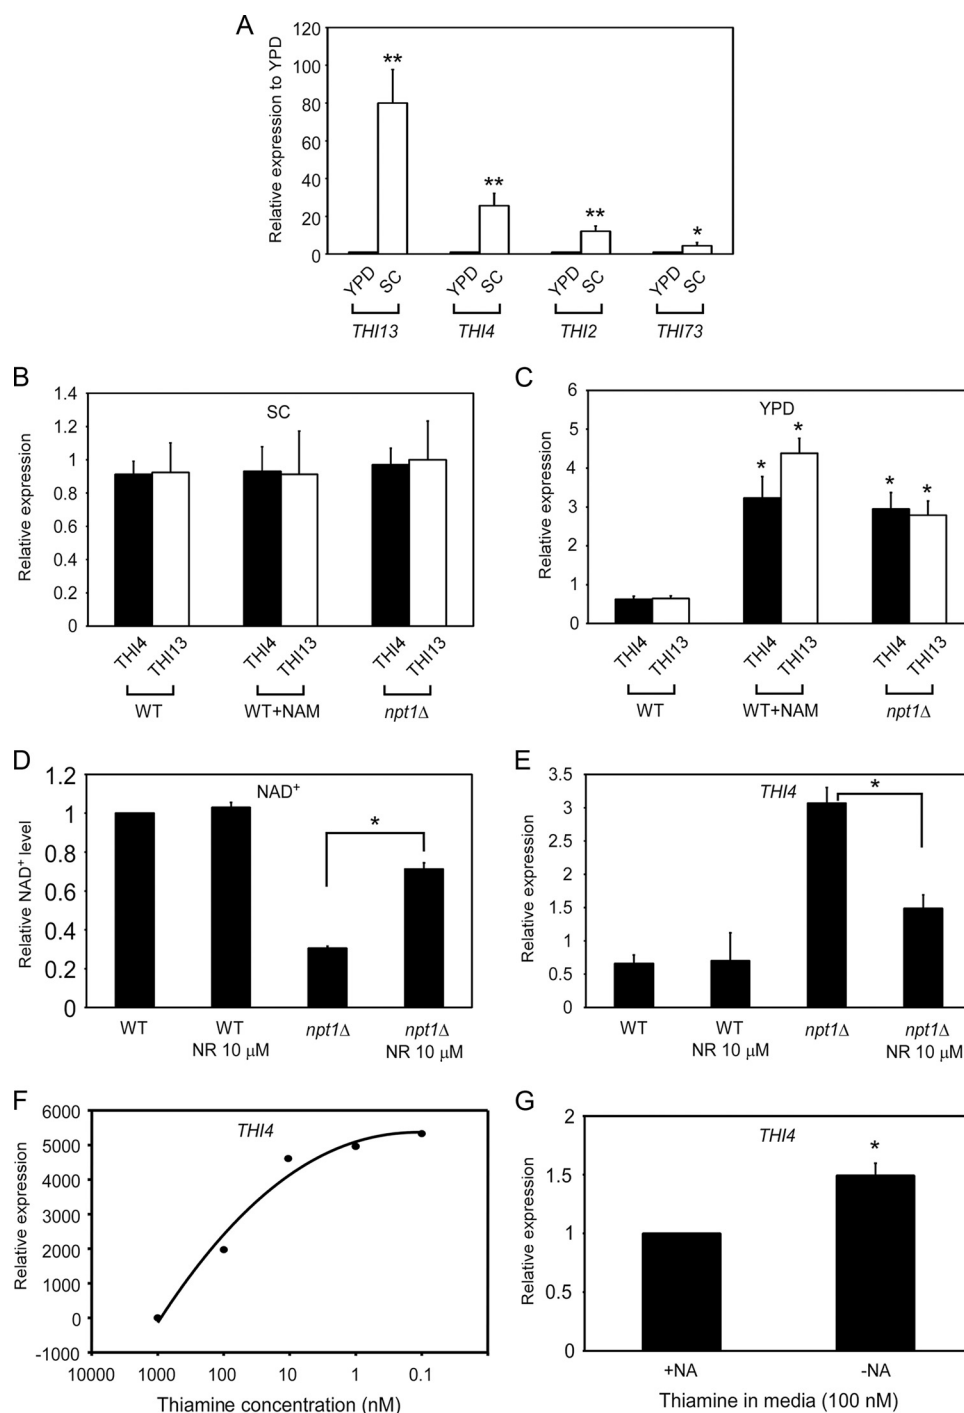 A
Relative expression to YPD
120
100
80
60
40
20
0
**
**
**
*
YPD SC YPD SC YPD SC YPD SC
THI13 THI4 THI2 THI73
B
Relative expression
1.4
1.2
1
0.8
0.6
0.4
0.2
0
SC
THI4 THI13 THI4 THI13 THI4 THI13
WT WT+NAM npt1Δ
C
Relative expression
6
5
4
3
2
1
0
YPD
* * * *
THI4 THI13 THI4 THI13 THI4 THI13
WT WT+NAM npt1Δ
D
Relative NAD+ level
1.2
1
0.8
0.6
0.4
0.2
0
NAD+
*
WT WT npt1Δ npt1Δ
NR 10 μM NR 10 μM
E
Relative expression
3.5
3
2.5
2
1.5
1
0.5
0
THI4
*
WT WT npt1Δ npt1Δ
NR 10 μM NR 10 μM
F
Relative expression
6000
5000
4000
3000
2000
1000
0
-1000
THI4
10000 1000 100 10 1 0.1
Thiamine concentration (nM)
G
Relative expression
2
1.5
1
0.5
0
THI4
*
+NA -NA
Thiamine in media (100 nM)